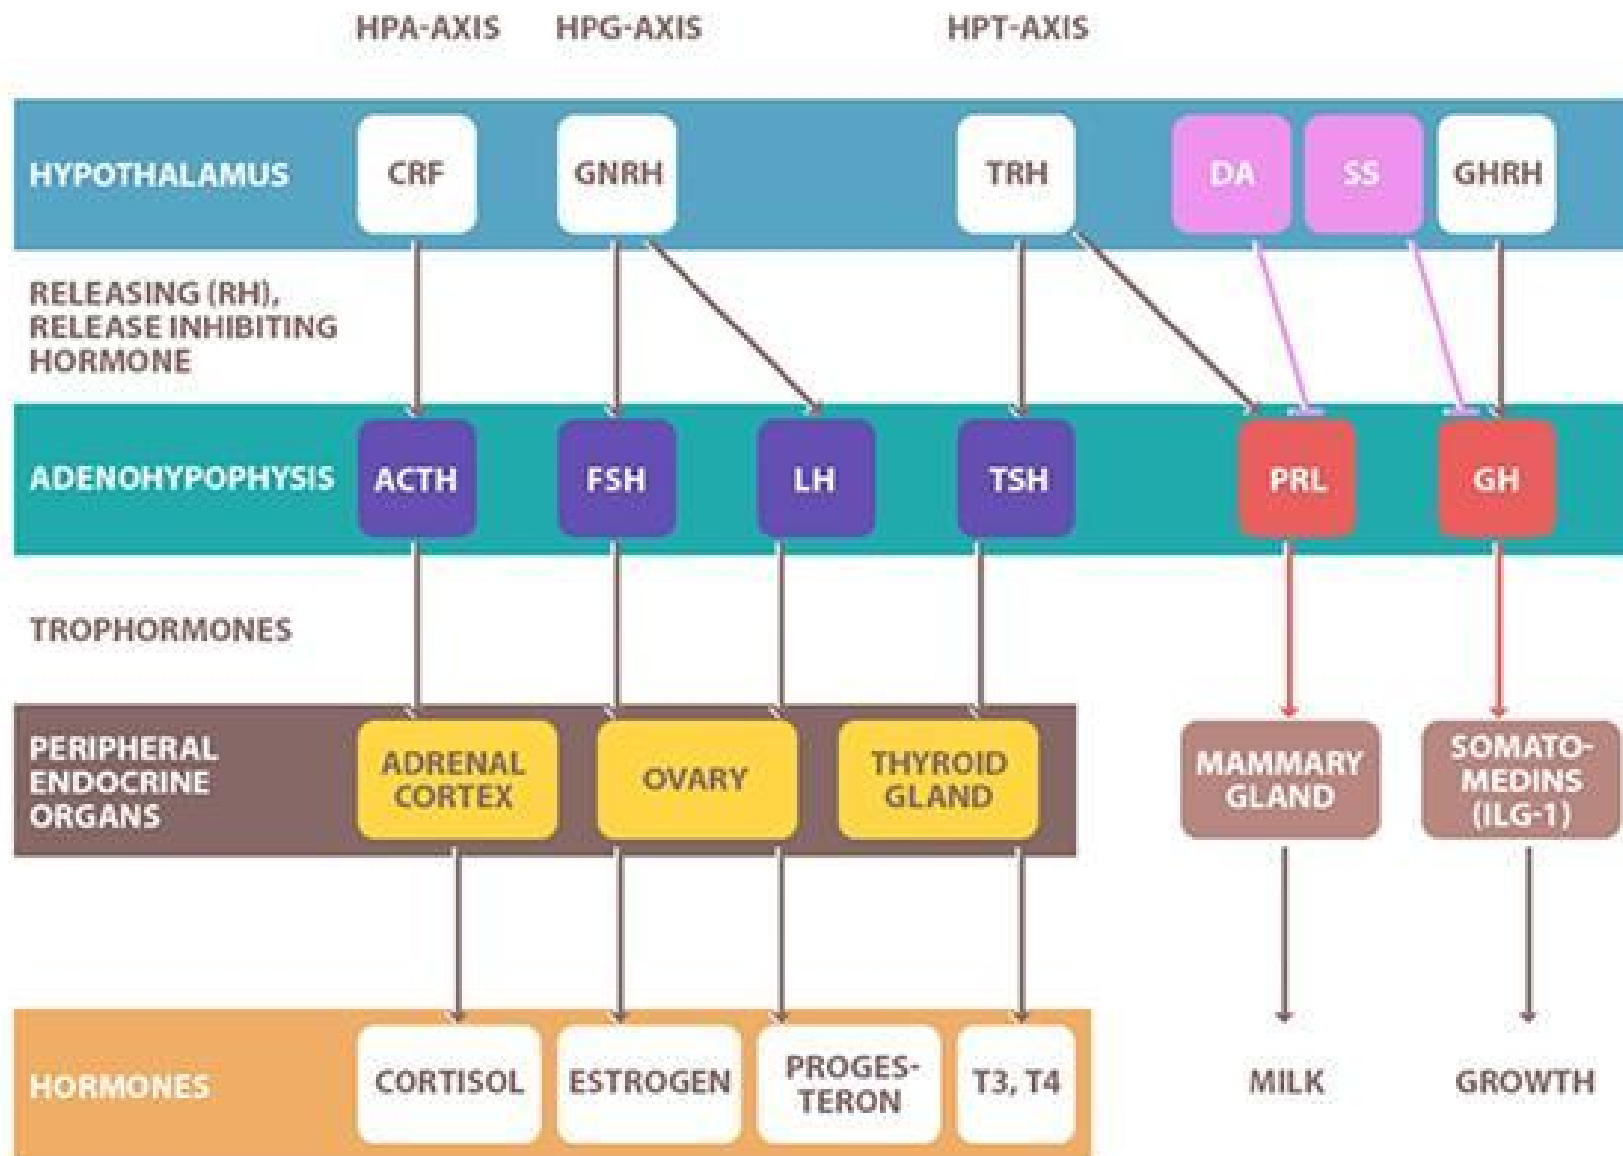 HPA-AXIS HPG-AXIS HPT-AXIS
HYPOTHALAMUS CRF GNRH TRH DA SS GHRH
RELEASING (RH),
RELEASE INHIBITING
HORMONE
ADENOHYPOPHYSIS ACTH FSH LH TSH PRL GH
TROPHORMONES
PERIPHERAL
ENDOCRINE
ORGANS
ADRENAL
CORTEX
OVARY
THYROID
GLAND
MAMMARY
GLAND
SOMATO-
MEDINS
(ILG-1)
HORMONES
CORTISOL
ESTROGEN
PROGES-
TERON
T3, T4
MILK
GROWTH